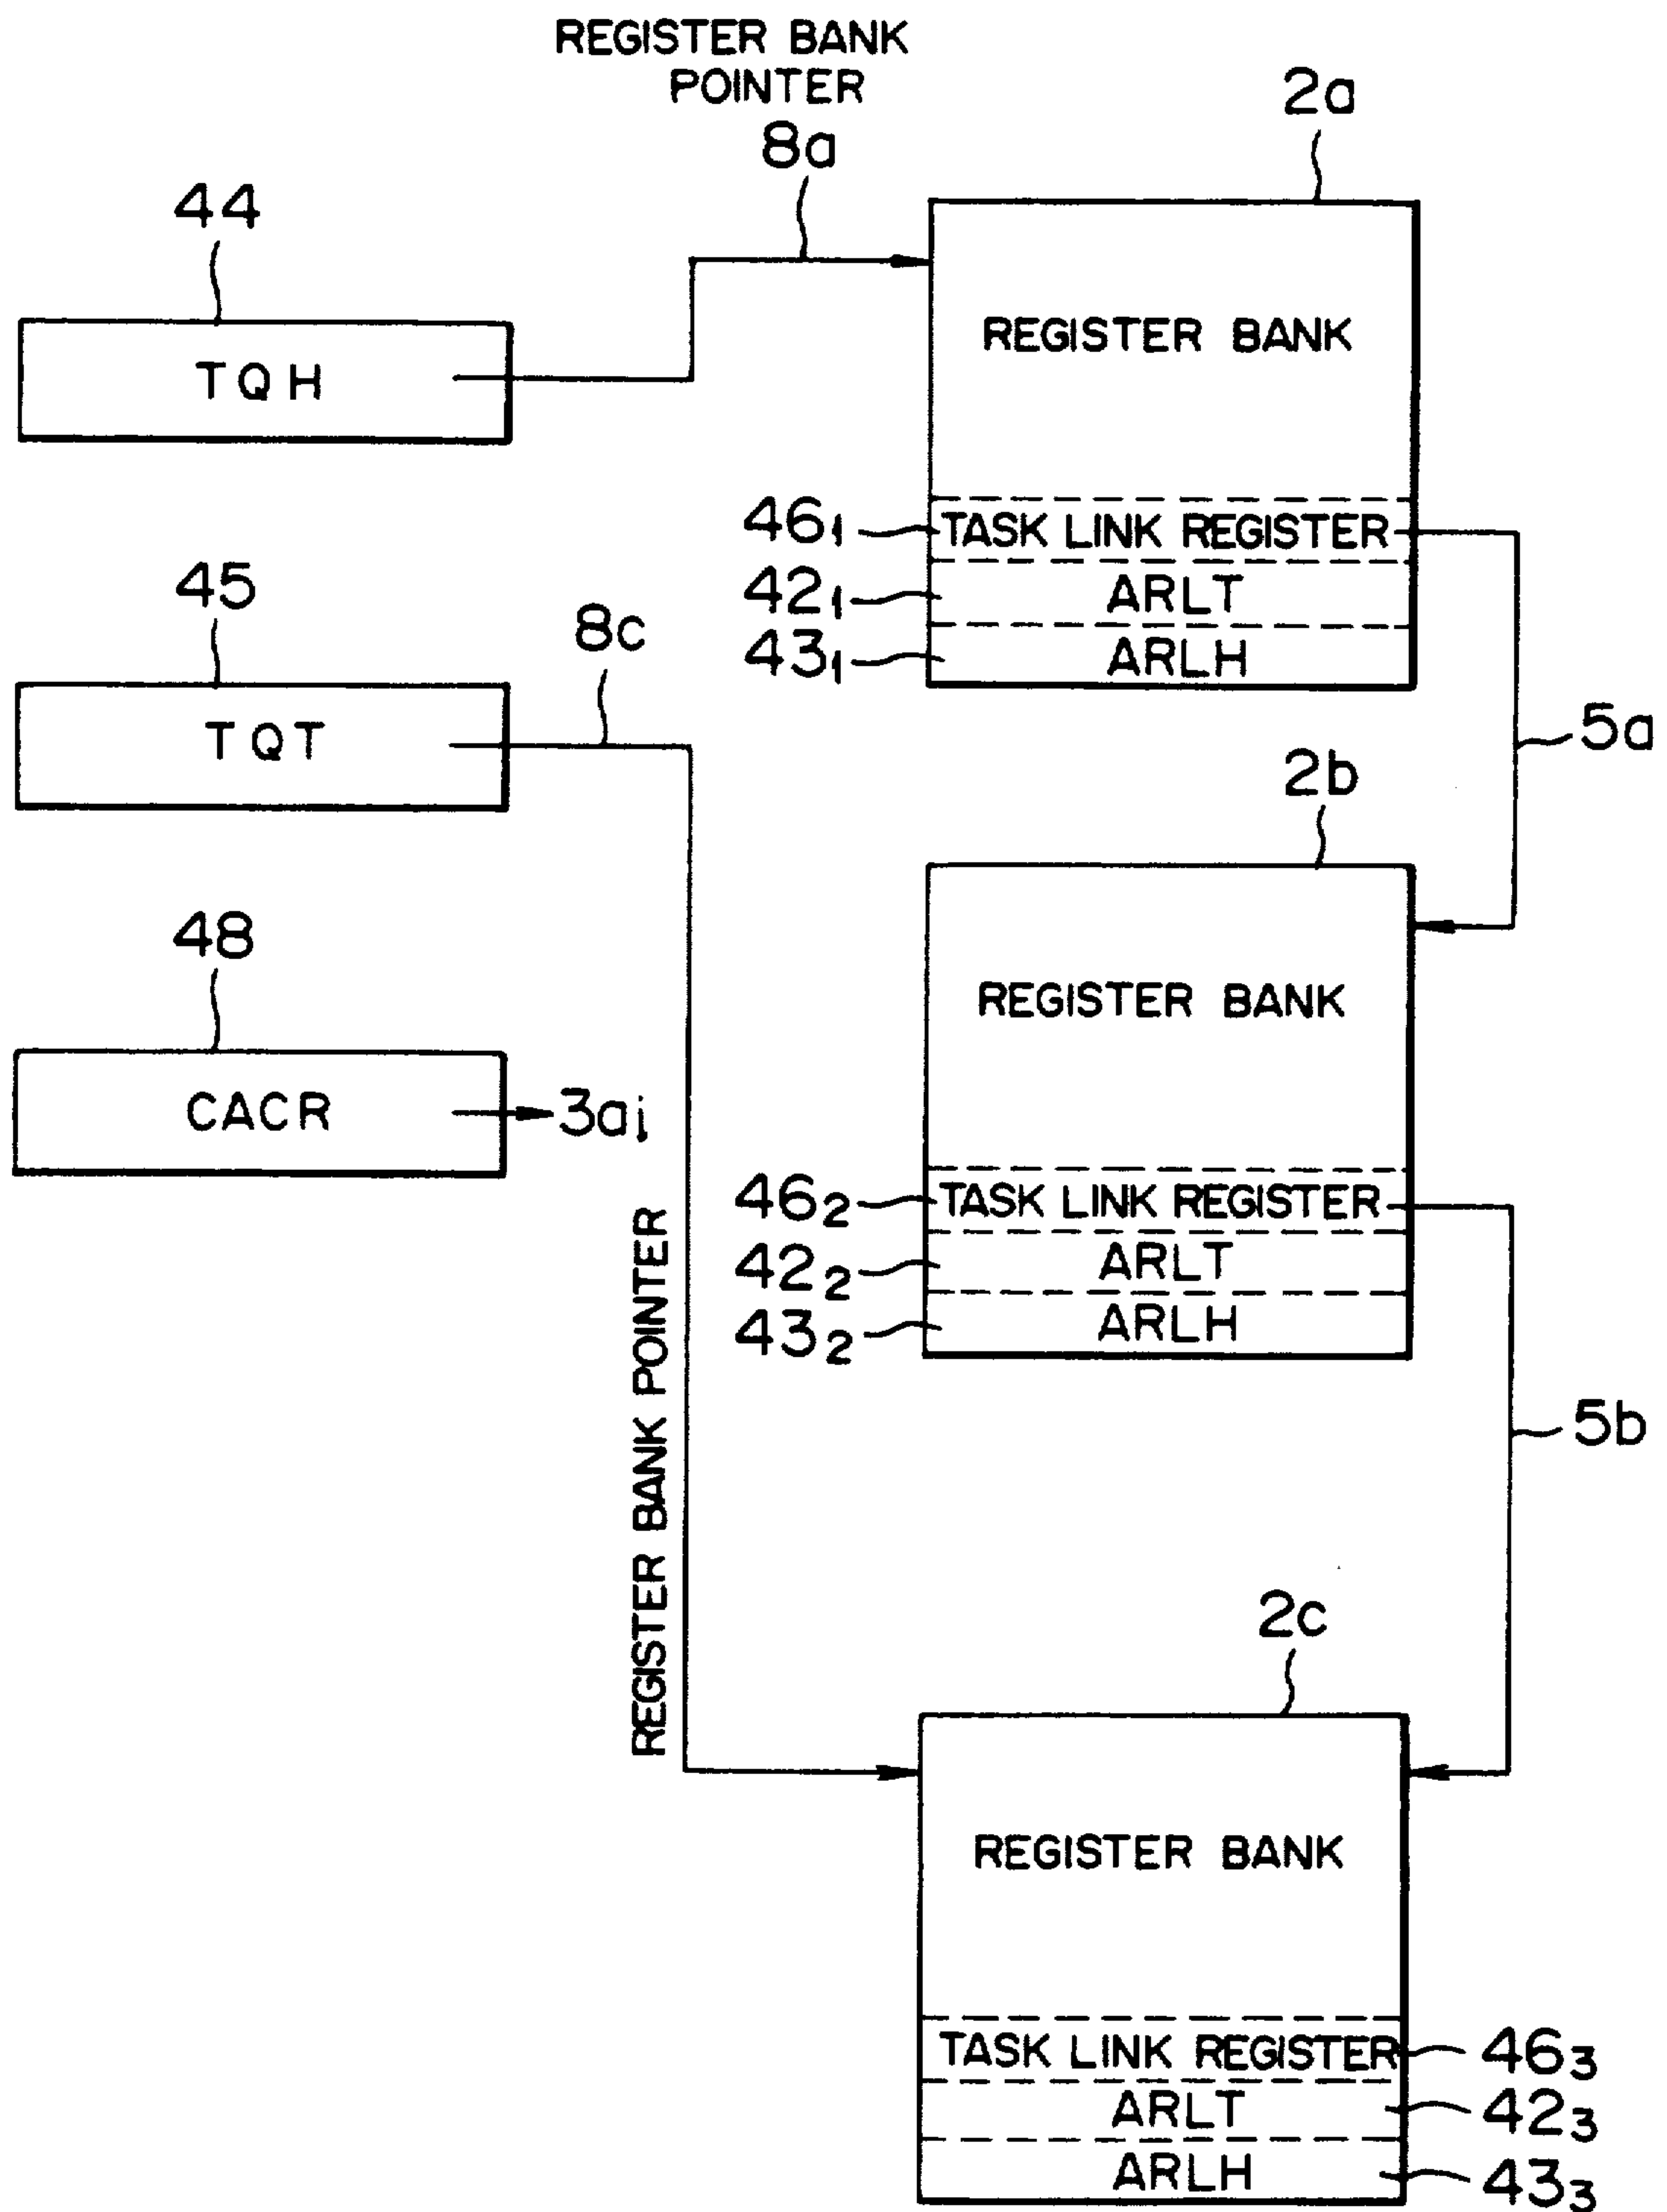 REGISTER BANK
POINTER
8a
2a
44
TQH
REGISTER BANK
46₁
TASK LINK REGISTER
42₁
ARLT
43₁
ARLH
45
8c
TQT
5a
2b
48
REGISTER BANK
CACR
3ai
46₂
TASK LINK REGISTER
42₂
ARLT
43₂
ARLH
REGISTER BANK POINTER
5b
2c
REGISTER BANK
TASK LINK REGISTER
46₃
ARLT
42₃
ARLH
43₃